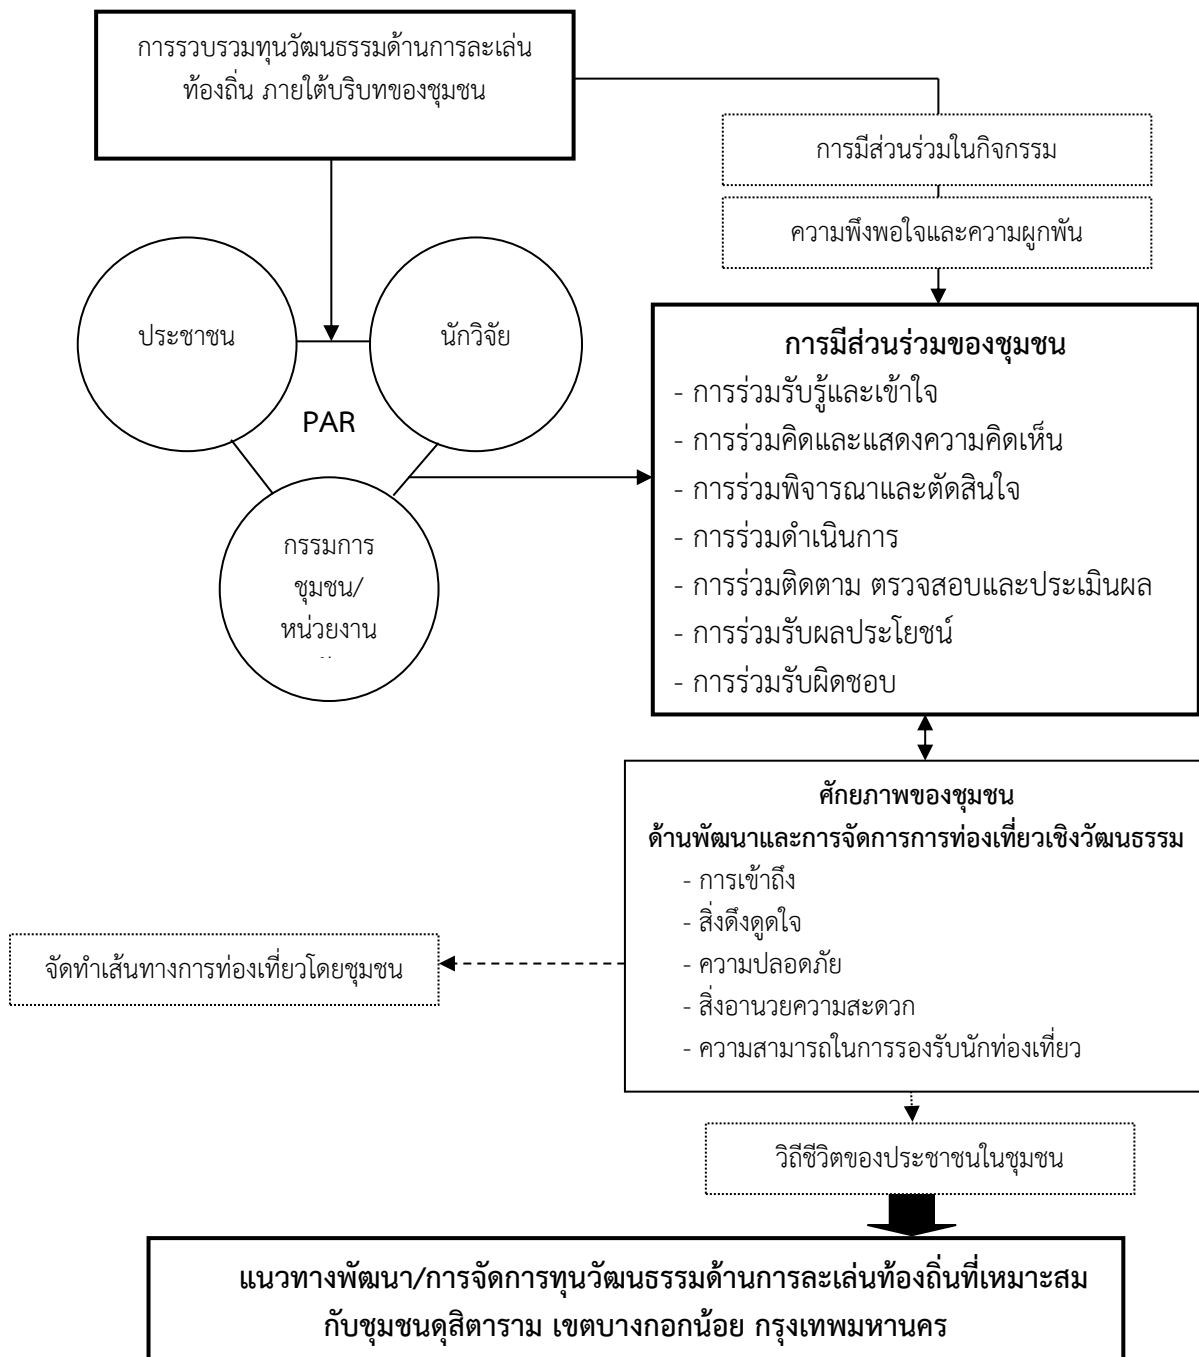 การรวบรวมทุนวัฒนธรรมด้านการละเล่น
ท้องถิ่น ภายใต้บริบทของชุมชน
การมีส่วนร่วมในกิจกรรม
ความพึงพอใจและความผูกพัน
ประชาชน
นักวิจัย
PAR
กรรมการ
ชุมชน/
หน่วยงาน
การมีส่วนร่วมของชุมชน
- การร่วมรับรู้และเข้าใจ
- การร่วมคิดและแสดงความคิดเห็น
- การร่วมพิจารณาและตัดสินใจ
- การร่วมดำเนินการ
- การร่วมติดตาม ตรวจสอบและประเมินผล
- การร่วมรับผลประโยชน์
- การร่วมรับผิดชอบ
ศักยภาพของชุมชน
ด้านพัฒนาและการจัดการการท่องเที่ยวเชิงวัฒนธรรม
- การเข้าถึง
- สิ่งดึงดูดใจ
- ความปลอดภัย
- สิ่งอานวยความสะดวก
- ความสามารถในการรองรับนักท่องเที่ยว
จัดทำเส้นทางการท่องเที่ยวโดยชุมชน
วิถีชีวิตของประชาชนในชุมชน
แนวทางพัฒนา/การจัดการทุนวัฒนธรรมด้านการละเล่นท้องถิ่นที่เหมาะสม
กับชุมชนดุสิตาราม เขตบางกอกน้อย กรุงเทพมหานคร